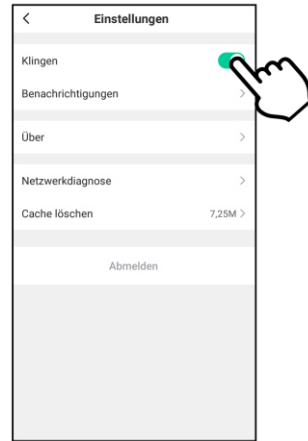 Einstellungen
Klingen
Benachrichtigungen
Über
Netzwerkdiagnose
Cache löschen 7,25M
Abmelden